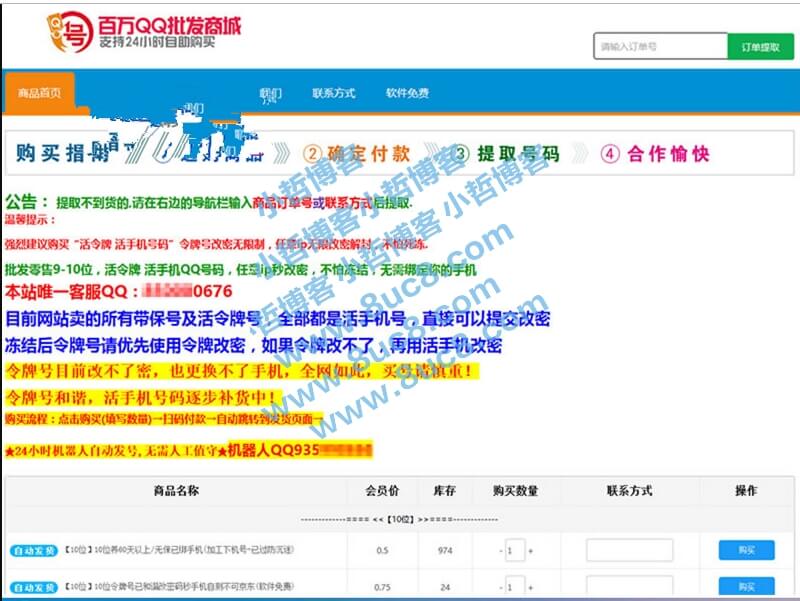 百万QQ批发商城
支持24小时自助购买
请输入订单号
订单提取
商品首页
我们
联系方式
软件免费
购买指南
② 确定付款
③ 提取号码
④ 合作愉快
公告： 提取不到货的,请在右边的导航栏输入商品订单号或联系方式后提取.
温馨提示：
强烈建议购买“活令牌 活手机号码”令牌号改密无限制，任意ip无限改密解封，不怕死冻.
批发零售9-10位，活令牌 活手机QQ号码，任意ip秒改密，不怕冻结，无需绑定你的手机
本站唯一客服QQ：0676
目前网站卖的所有带保号及活令牌号，全部都是活手机号，直接可以提交改密
冻结后令牌号请优先使用令牌改密，如果令牌改不了，再用活手机改密
令牌号目前改不了密，也更换不了手机，全网如此，买号请慎重！
令牌号和谐，活手机号码逐步补货中！
购买流程：点击购买(填写数量)→扫码付款→自动跳转到发货页面→
★24小时机器人自动发号,无需人工值守★机器人QQ935
小哲博客 小哲博客
小哲博客 小哲博客 小哲博客
www.8uc8.com
www.8uc8.com
www.8uc8.com
商品名称 会员价 库存 购买数量 联系方式 操作
------------==== <<【10位】>>====------------
自动发货 【10位】10位养60天以上/无保已绑手机(加工下机号=已过防沉迷) 0.5 974 - 1 + 购买
自动发货 【10位】10位令牌号已和谐改密码秒手机自测不可京东(软件免费) 0.75 24 - 1 + 购买